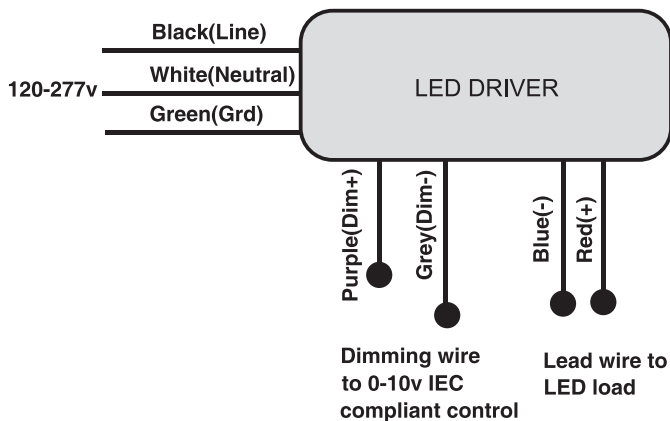 Black(Line)
White(Neutral)
120-277v
Green(Grd)
LED DRIVER
Purple(Dim+)
Grey(Dim-)
Blue(-)
Red(+)
Dimming wire
to 0-10v IEC
compliant control
Lead wire to
LED load